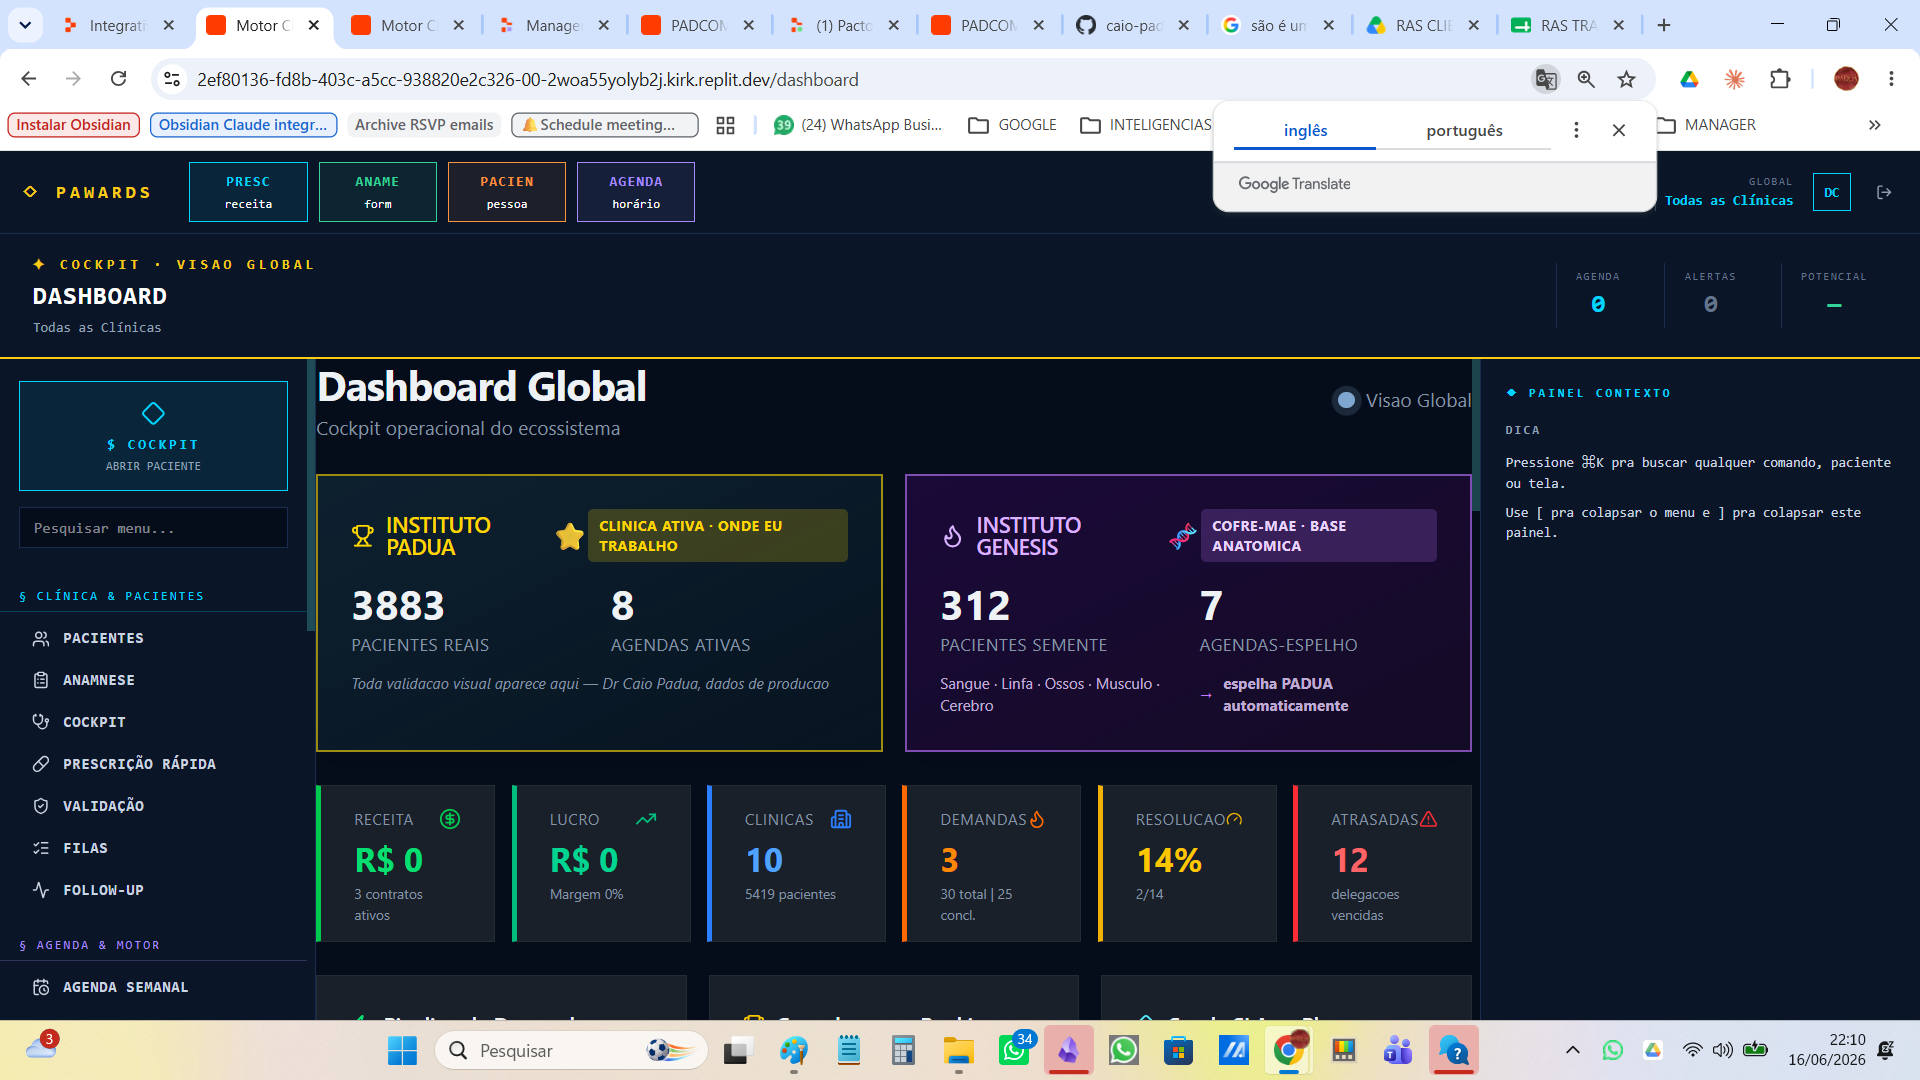 Integrati
Motor C
Motor C
Manager
PADCOM
(1) Pacto
PADCOM
caio-pad
são é um
RAS CLIE
RAS TRA
2ef80136-fd8b-403c-a5cc-938820e2c326-00-2woa55yolyb2j.kirk.replit.dev/dashboard
Instalar Obsidian
Obsidian Claude integr...
Archive RSVP emails
Schedule meeting...
39
(24) WhatsApp Busi...
GOOGLE
INTELIGENCIAS
MANAGER
»
inglês
português
Google Translate
PAWARDS
PRESC
receita
ANAME
form
PACIEN
pessoa
AGENDA
horário
GLOBAL
Todas as Clínicas
DC
✦ COCKPIT · VISAO GLOBAL
DASHBOARD
Todas as Clínicas
AGENDA
0
ALERTAS
0
POTENCIAL
—
$ COCKPIT
ABRIR PACIENTE
Pesquisar menu...
§ CLÍNICA & PACIENTES
PACIENTES
ANAMNESE
COCKPIT
PRESCRIÇÃO RÁPIDA
VALIDAÇÃO
FILAS
FOLLOW-UP
§ AGENDA & MOTOR
AGENDA SEMANAL
Dashboard Global
Cockpit operacional do ecossistema
Visao Global
INSTITUTO
PADUA
CLINICA ATIVA · ONDE EU
TRABALHO
3883
PACIENTES REAIS
8
AGENDAS ATIVAS
Toda validacao visual aparece aqui — Dr Caio Padua, dados de producao
INSTITUTO
GENESIS
COFRE-MAE · BASE
ANATOMICA
312
PACIENTES SEMENTE
7
AGENDAS-ESPELHO
Sangue · Linfa · Ossos · Musculo ·
Cerebro
→ espelha PADUA
automaticamente
RECEITA
R$ 0
3 contratos
ativos
LUCRO
R$ 0
Margem 0%
CLINICAS
10
5419 pacientes
DEMANDAS
3
30 total | 25
concl.
RESOLUCAO
14%
2/14
ATRASADAS
12
delegacoes
vencidas
◆ PAINEL CONTEXTO
DICA
Pressione ⌘K pra buscar qualquer comando, paciente
ou tela.
Use [ pra colapsar o menu e ] pra colapsar este
painel.
3
Pesquisar
34
22:10
16/06/2026